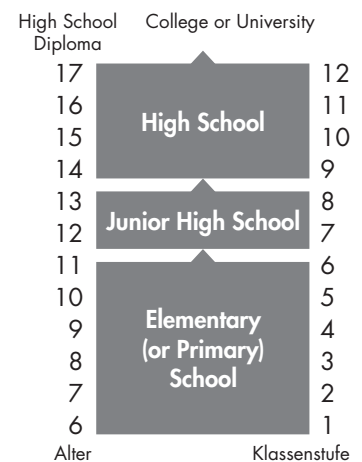 High School
Diploma
College or University
17
12
16
11
High School
15
10
14
9
13
8
Junior High School
12
7
11
6
10
5
Elementary
9
4
(or Primary)
8
3
School
7
2
6
1
Alter
Klassenstufe